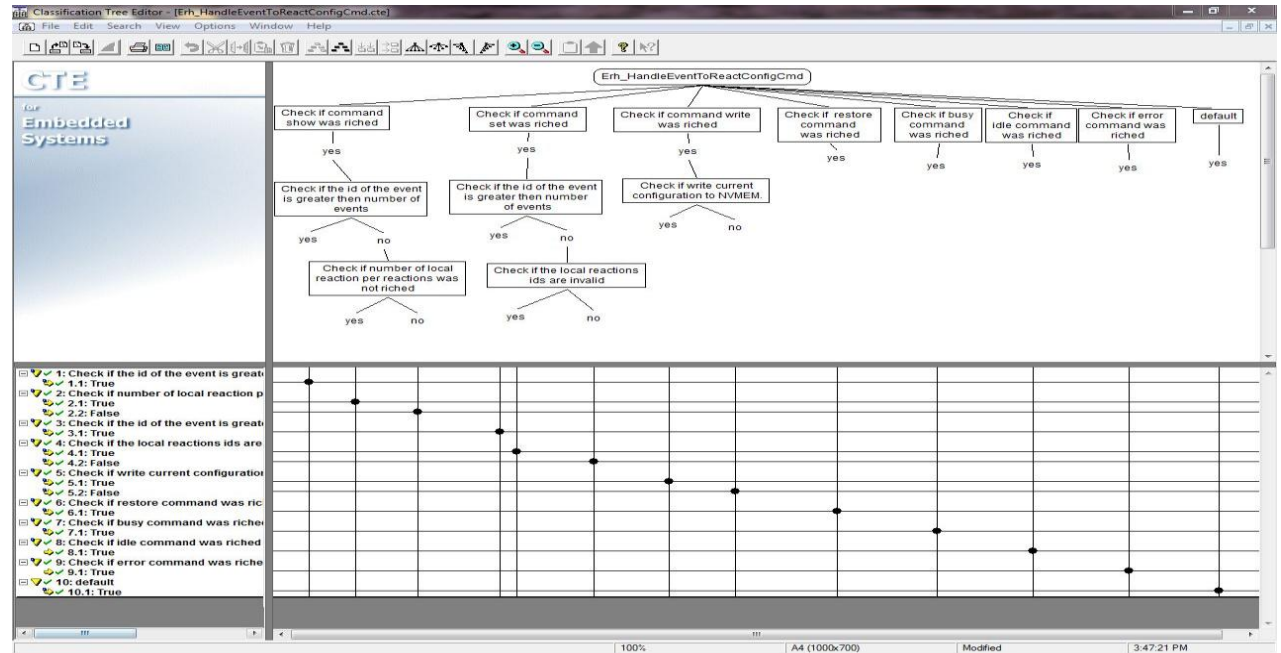 Classification Tree Editor - [Erh_HandleEventToReactConfigCmd.cte]
File Edit Search View Options Window Help
CTE
for
Embedded
Systems
Erh_HandleEventToReactConfigCmd
Check if command
show was riched
Check if command
set was riched
Check if command write
was riched
Check if restore
command
was riched
Check if busy
command
was riched
Check if
idle command
was riched
Check if error
command was
riched
default
yes
yes
yes
yes
yes
yes
yes
yes
Check if the id of the event
is greater then number of
events
Check if the id of the event
is greater then number
of events
Check if write current
configuration to NVMEM.
yes
no
yes
no
yes
no
Check if number of local
reaction per reactions was
not riched
Check if the local reactions
ids are invalid
yes
no
yes
no
1: Check if the id of the event is greate
1.1: True
2: Check if number of local reaction p
2.1: True
2.2: False
3: Check if the id of the event is greate
3.1: True
4: Check if the local reactions ids are
4.1: True
4.2: False
5: Check if write current configuration
5.1: True
5.2: False
6: Check if restore command was ric
6.1: True
7: Check if busy command was riche
7.1: True
8: Check if idle command was riched
8.1: True
9: Check if error command was riche
9.1: True
10: default
10.1: True
100% A4 (1000x700) Modified 3:47:21 PM